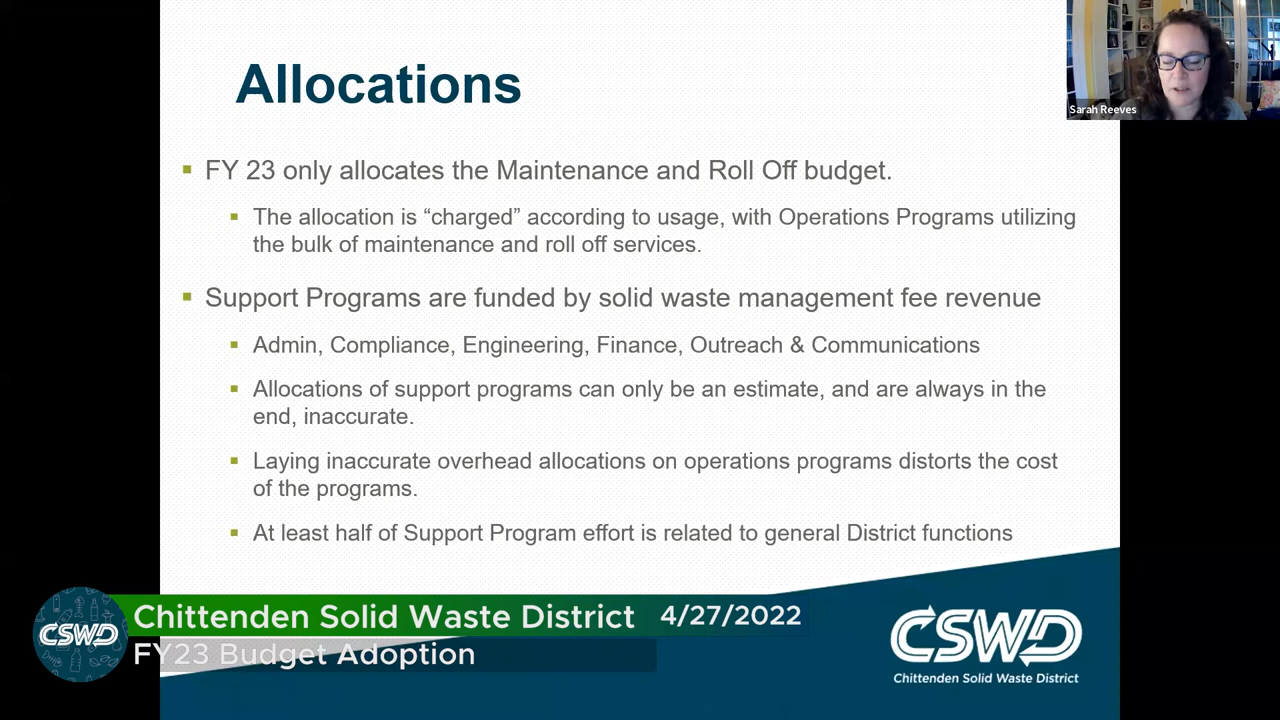 Allocations
Sarah Reeves
▪ FY 23 only allocates the Maintenance and Roll Off budget.
▪ The allocation is “charged” according to usage, with Operations Programs utilizing
the bulk of maintenance and roll off services.
▪ Support Programs are funded by solid waste management fee revenue
▪ Admin, Compliance, Engineering, Finance, Outreach & Communications
▪ Allocations of support programs can only be an estimate, and are always in the
end, inaccurate.
▪ Laying inaccurate overhead allocations on operations programs distorts the cost
of the programs.
▪ At least half of Support Program effort is related to general District functions
CSWD
Chittenden Solid Waste District 4/27/2022
FY23 Budget Adoption
CSWD
Chittenden Solid Waste District